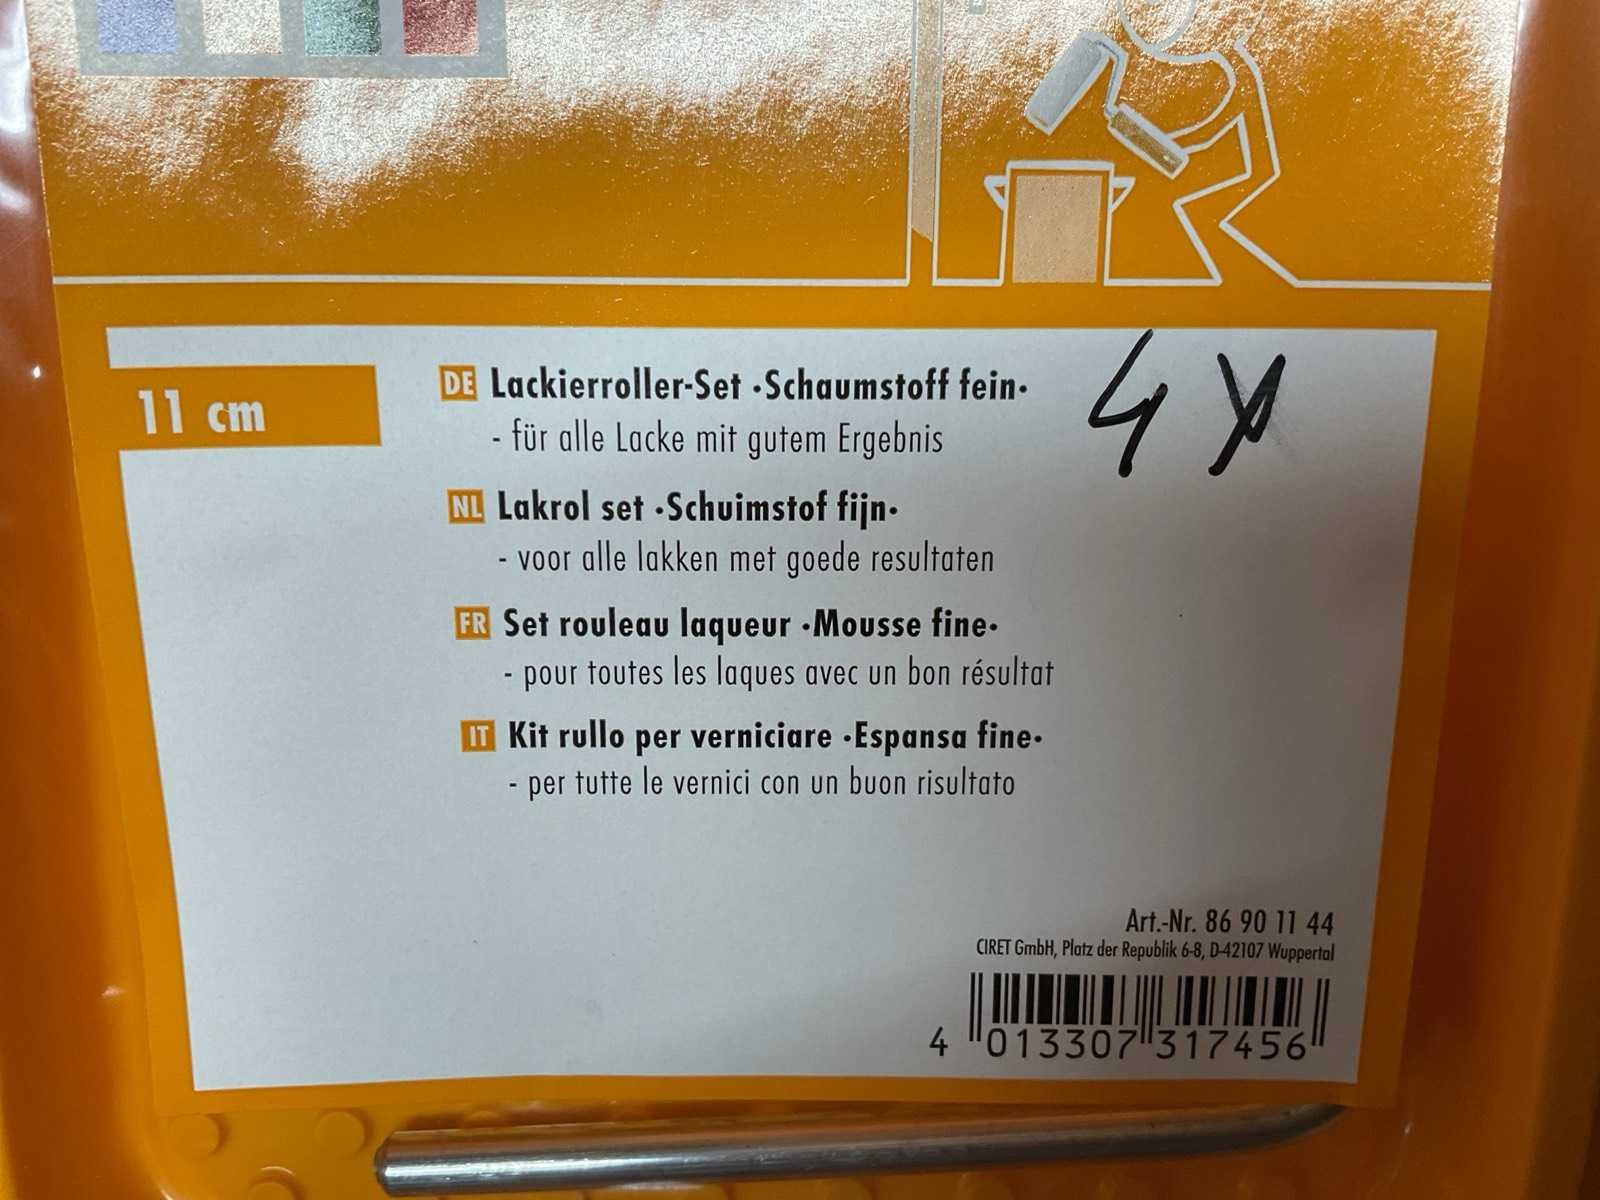 11 cm
DE Lackierroller-Set •Schaumstoff fein•
- für alle Lacke mit gutem Ergebnis
4 X
NL Lakrol set •Schuimstof fijn•
- voor alle lakken met goede resultaten
FR Set rouleau laqueur •Mousse fine•
- pour toutes les laques avec un bon résultat
IT Kit rullo per verniciare •Espansa fine•
- per tutte le vernici con un buon risultato
Art.-Nr. 86 90 11 44
CIRET GmbH, Platz der Republik 6-8, D-42107 Wuppertal
4 013307 317456